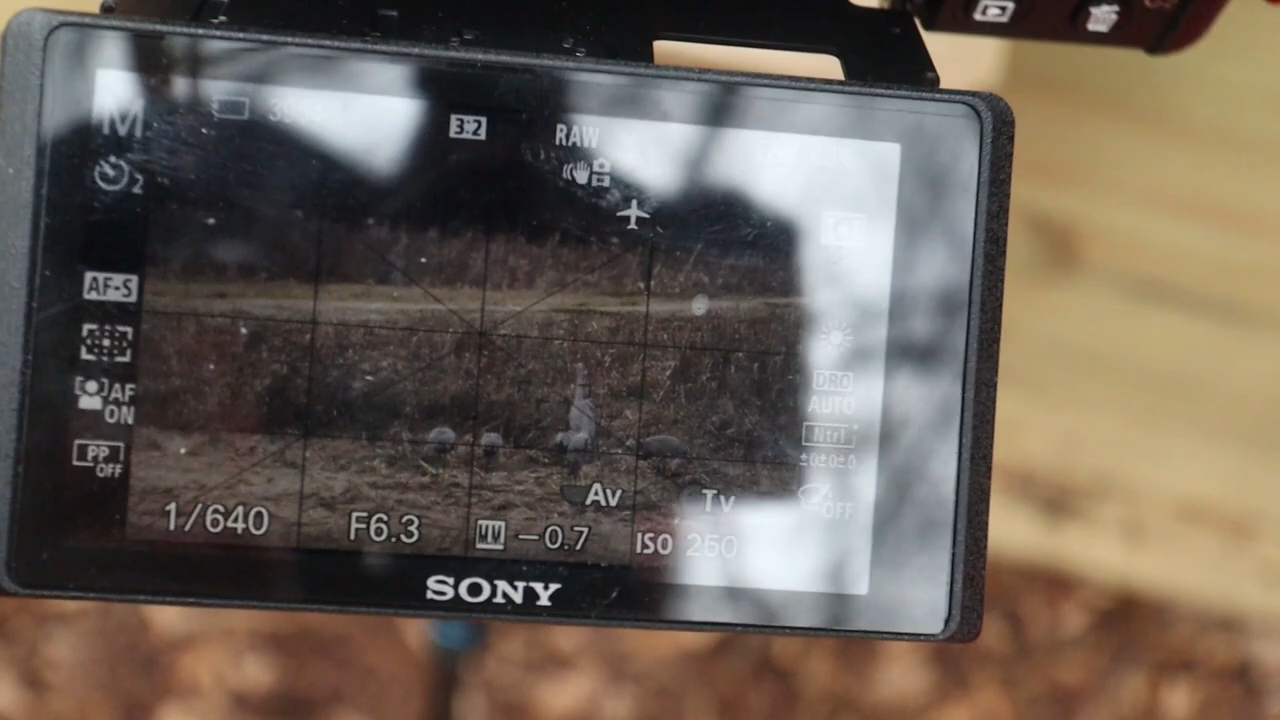 M
3:2
RAW
2
AF-S
AF
ON
DRO
AUTO
PP
OFF
Ntrl
±0±0±0
OFF
Av
Tv
1/640
F6.3
MM
−0.7
ISO 250
SONY